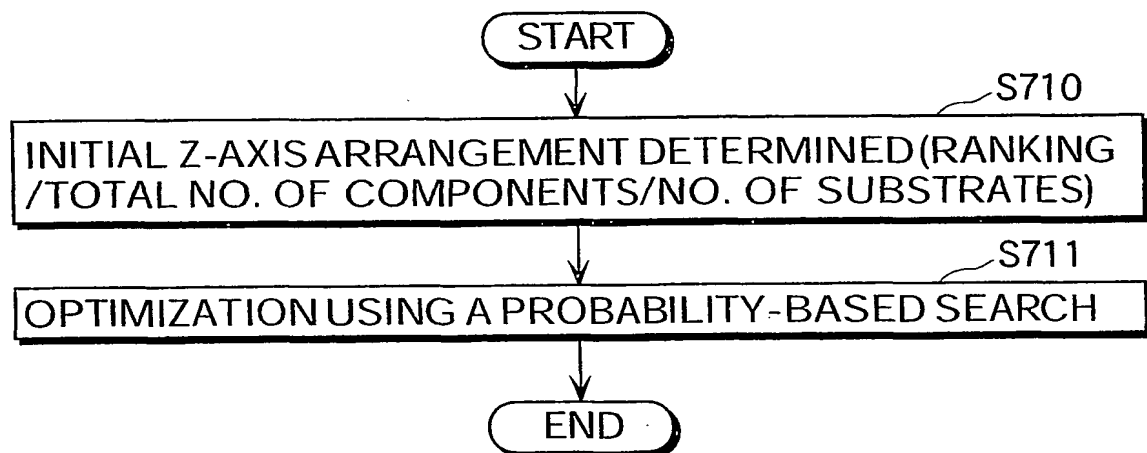 START
S710
INITIAL Z-AXIS ARRANGEMENT DETERMINED (RANKING
/TOTAL NO. OF COMPONENTS/NO. OF SUBSTRATES)
S711
OPTIMIZATION USING A PROBABILITY-BASED SEARCH
END